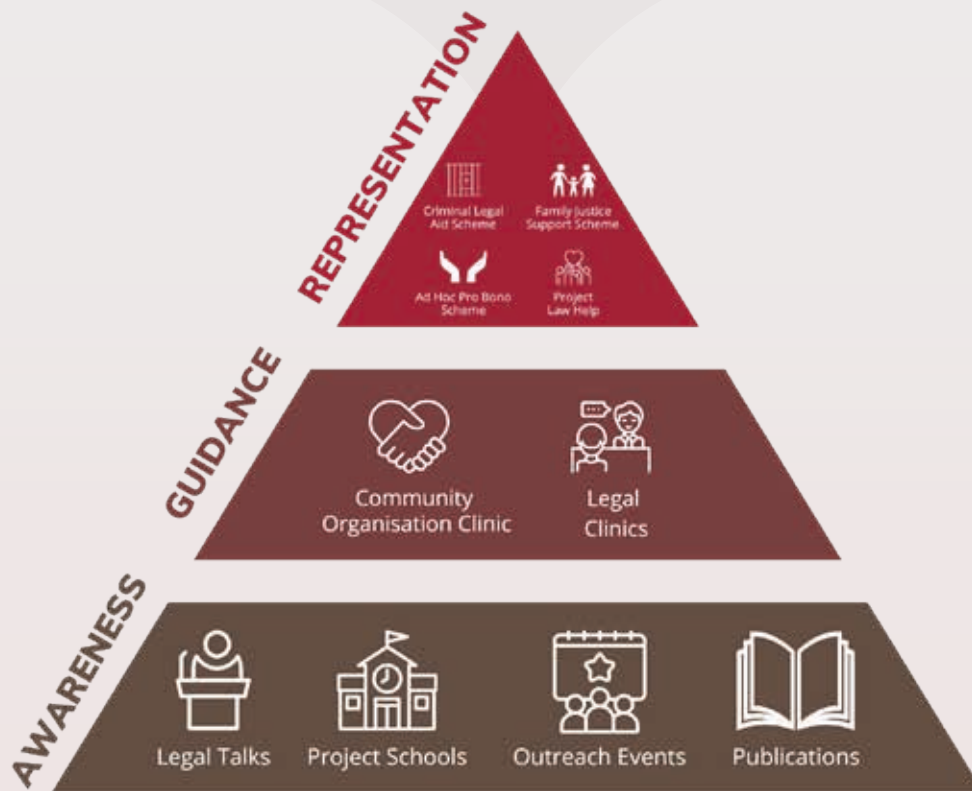 REPRESENTATION
Criminal Legal
Aid Scheme
Family Justice
Support Scheme
Ad Hoc Pro Bono
Scheme
Project
Law Help
GUIDANCE
Community
Organisation Clinic
Legal
Clinics
AWARENESS
Legal Talks
Project Schools
Outreach Events
Publications